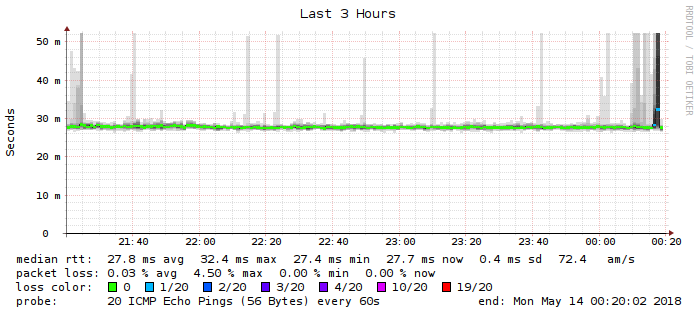 Last 3 Hours
RRDTOOL / TOBI OETIKER
Seconds
50 m
40 m
30 m
20 m
10 m
0
21:40 22:00 22:20 22:40 23:00 23:20 23:40 00:00 00:20
median rtt: 27.8 ms avg 32.4 ms max 27.4 ms min 27.7 ms now 0.4 ms sd 72.4 am/s
packet loss: 0.03 % avg 4.50 % max 0.00 % min 0.00 % now
loss color: 0 1/20 2/20 3/20 4/20 10/20 19/20
probe: 20 ICMP Echo Pings (56 Bytes) every 60s end: Mon May 14 00:20:02 2018